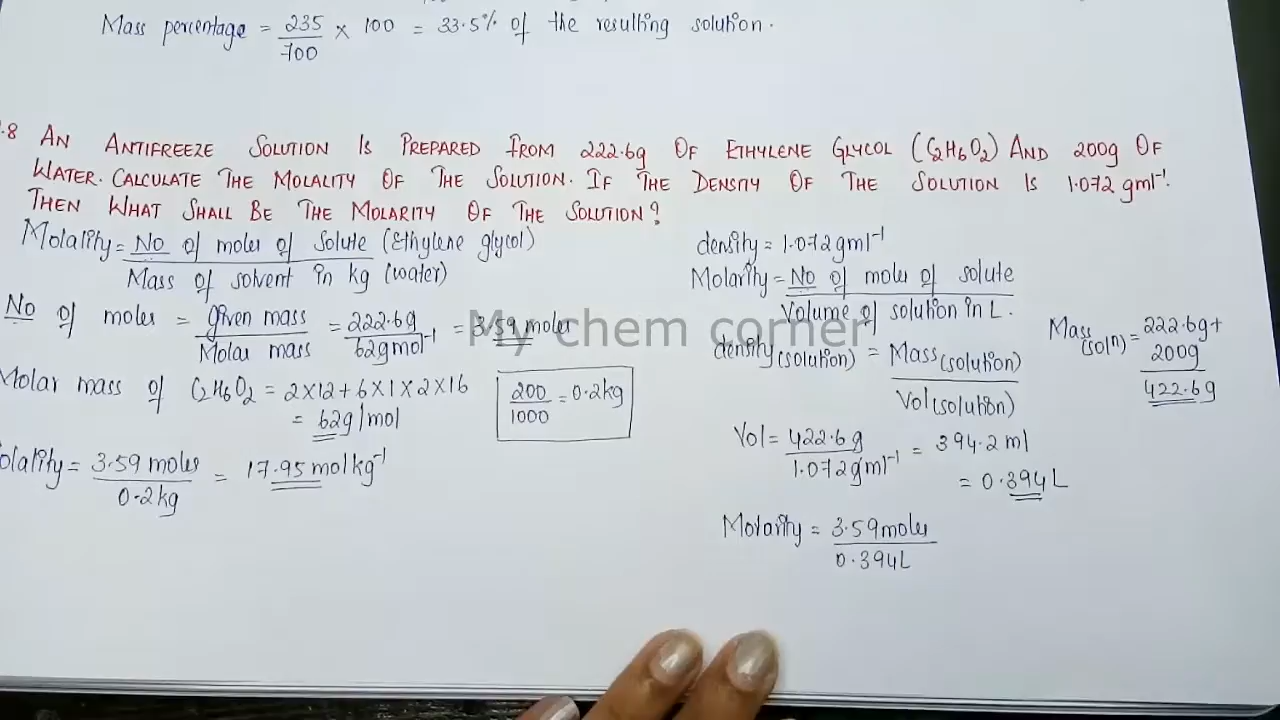 Mass percentage = 235/700 × 100 = 33.5% of the resulting solution.
.8 AN ANTIFREEZE SOLUTION IS PREPARED FROM 222.6g OF ETHYLENE GLYCOL (C2H6O2) AND 200g OF
WATER. CALCULATE THE MOLALITY OF THE SOLUTION. IF THE DENSITY OF THE SOLUTION IS 1.072 gml⁻¹.
THEN WHAT SHALL BE THE MOLARITY OF THE SOLUTION?
Molality = No of moles of solute (Ethylene glycol)
Mass of solvent in kg (water)
No of moles = given mass/Molar mass = 222.6g/62gmol⁻¹ = 3.59 moles
Molar mass of C2H6O2 = 2×12+6×1×2×16
= 62g/mol
200/1000 = 0.2kg
olality = 3.59 moles/0.2kg = 17.95 mol kg⁻¹
density = 1.072gml⁻¹
Molarity = No of moles of solute
Volume of solution in L.
My chem corner
density (solution) = Mass (solution)
Vol (solution)
Mass (solⁿ) = 222.6g+
200g
422.6g
Vol = 422.6g/1.072gml⁻¹ = 394.2 ml
= 0.394L
Molarity = 3.59 moles
0.394L